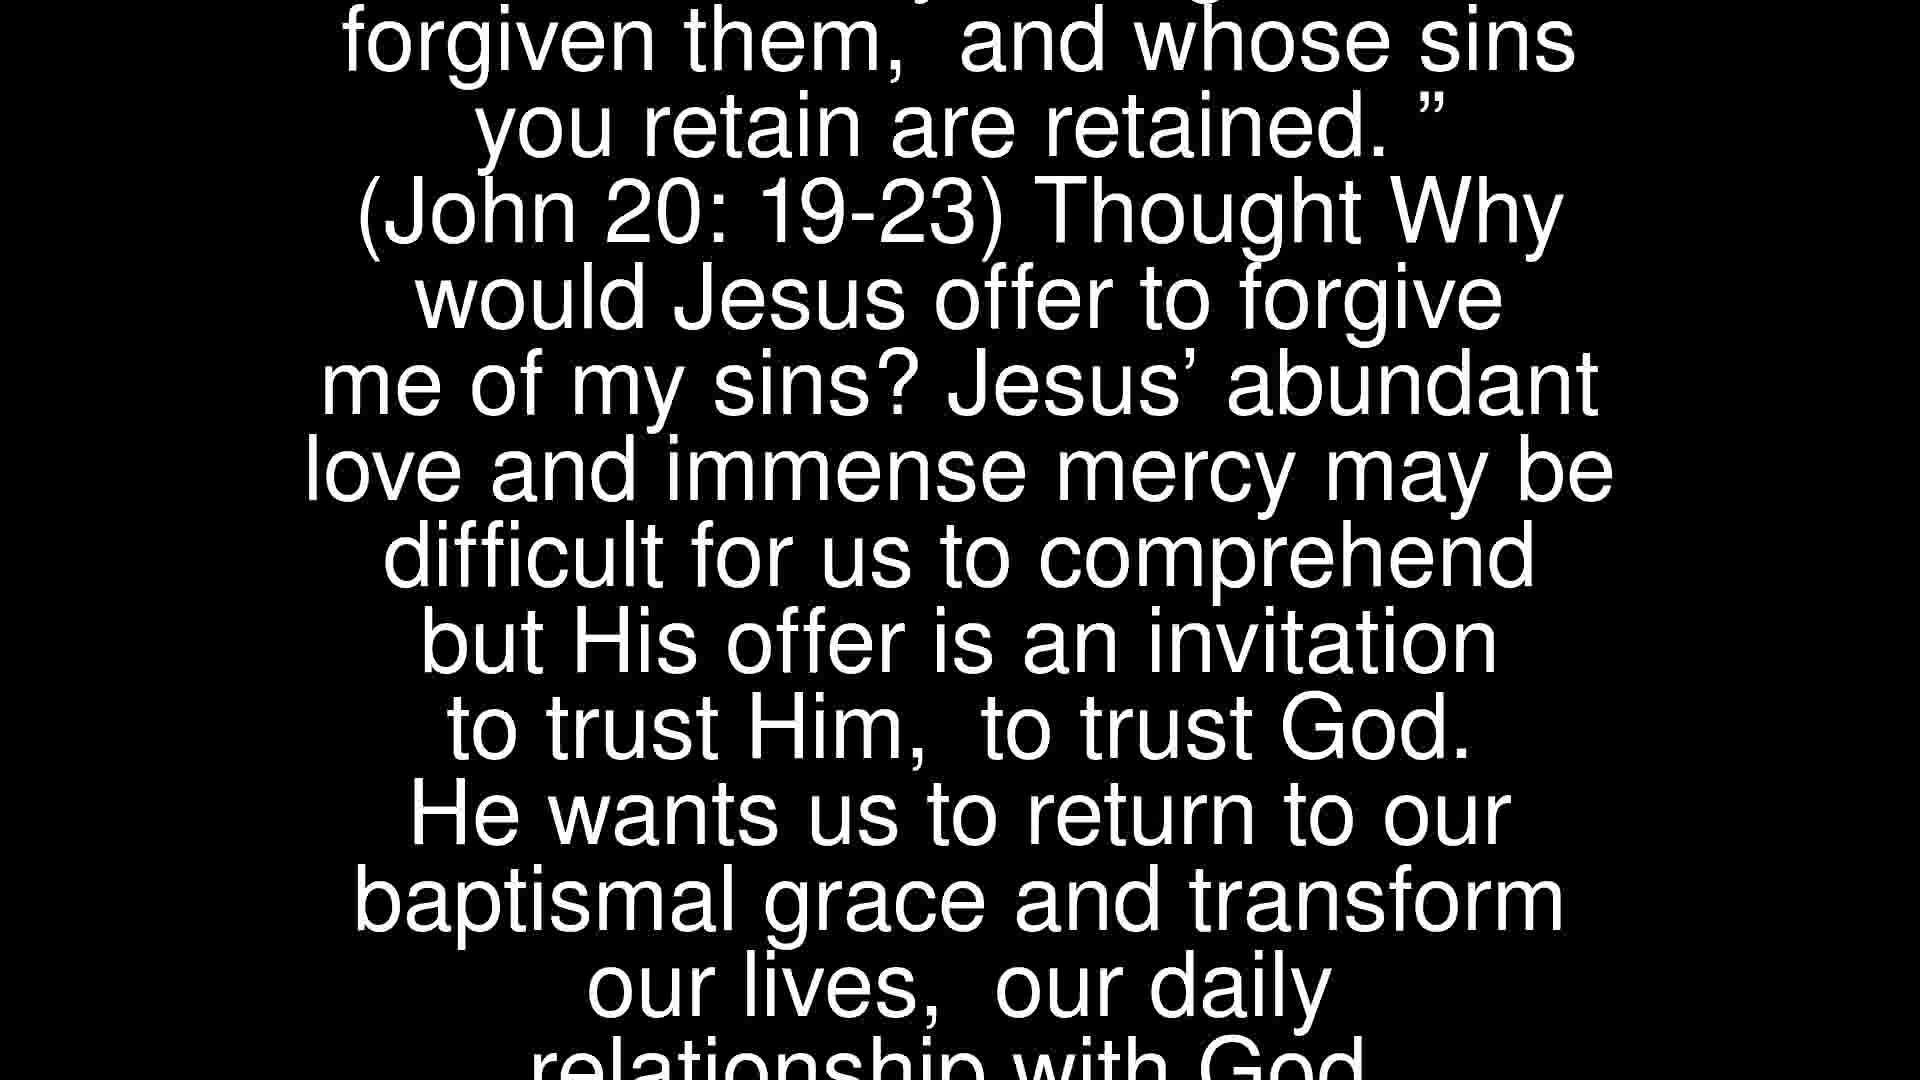 forgiven them,  and whose sins
you retain are retained. ”
(John 20: 19-23) Thought Why
would Jesus offer to forgive
me of my sins? Jesus’ abundant
love and immense mercy may be
difficult for us to comprehend
but His offer is an invitation
to trust Him,  to trust God.
He wants us to return to our
baptismal grace and transform
our lives,  our daily
relationship with God